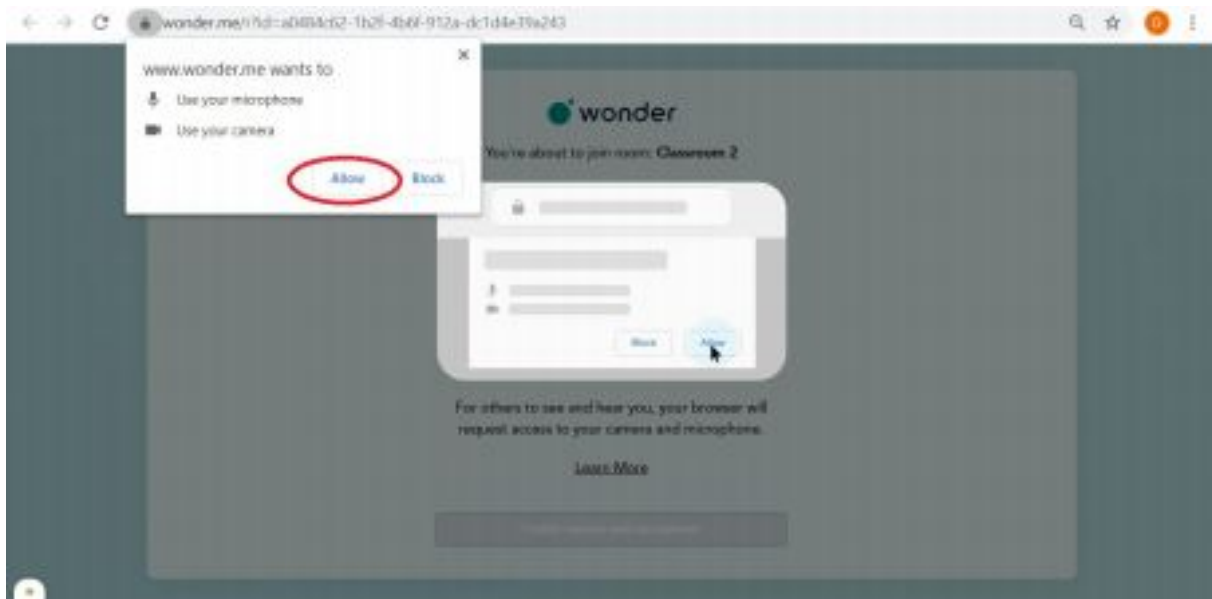 wonder.me/
www.wonder.me wants to
Use your microphone
Use your camera
Allow
Block
wonder
You're about to join room: Classroom 2
Block
Allow
For others to see and hear you, your browser will
request access to your camera and microphone.
Learn More